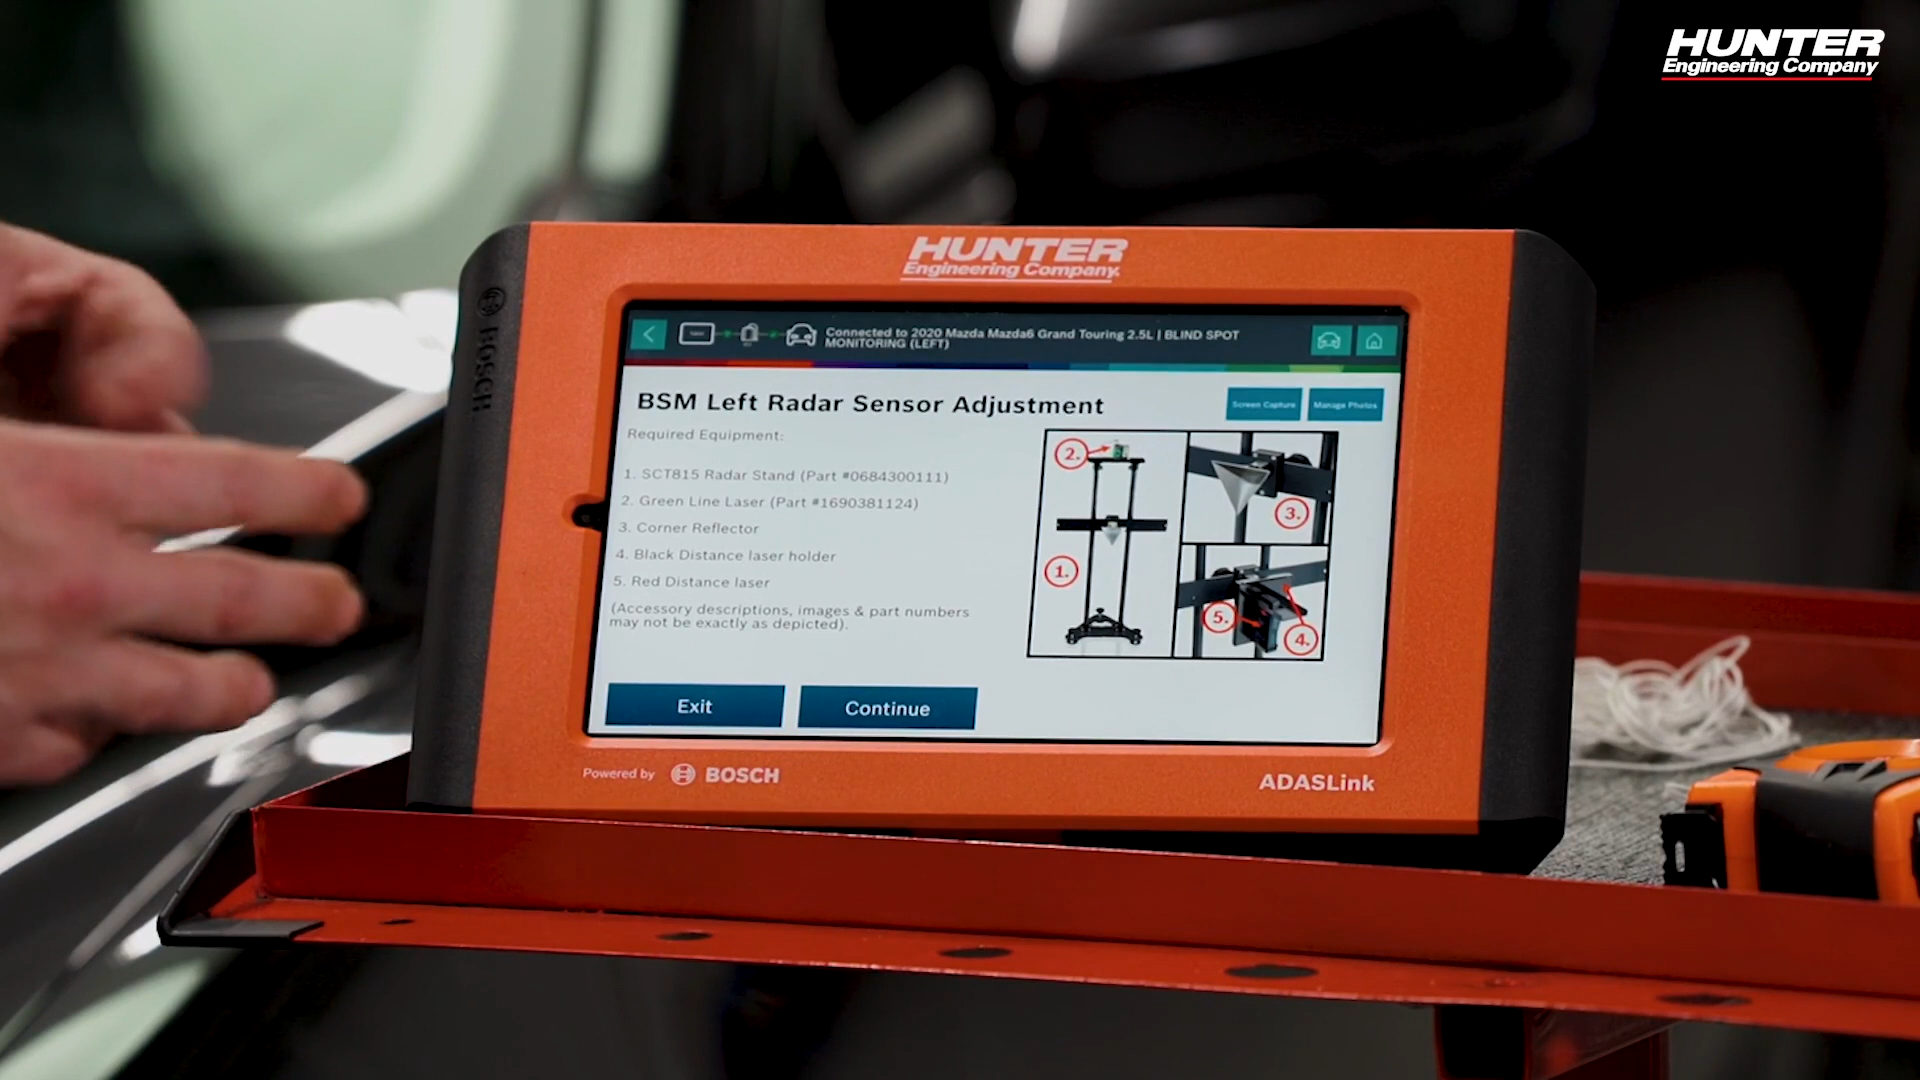 HUNTER
Engineering Company
HUNTER
Engineering Company.
BOSCH
Connected to 2020 Mazda Mazda6 Grand Touring 2.5L | BLIND SPOT
MONITORING (LEFT)
BSM Left Radar Sensor Adjustment
Screen Capture
Manage Photos
Required Equipment:
1. SCT815 Radar Stand (Part #0684300111)
2. Green Line Laser (Part #1690381124)
3. Corner Reflector
4. Black Distance laser holder
5. Red Distance laser
(Accessory descriptions, images & part numbers
may not be exactly as depicted).
2.
3.
1.
5.
4.
Exit
Continue
Powered by BOSCH
ADASLink